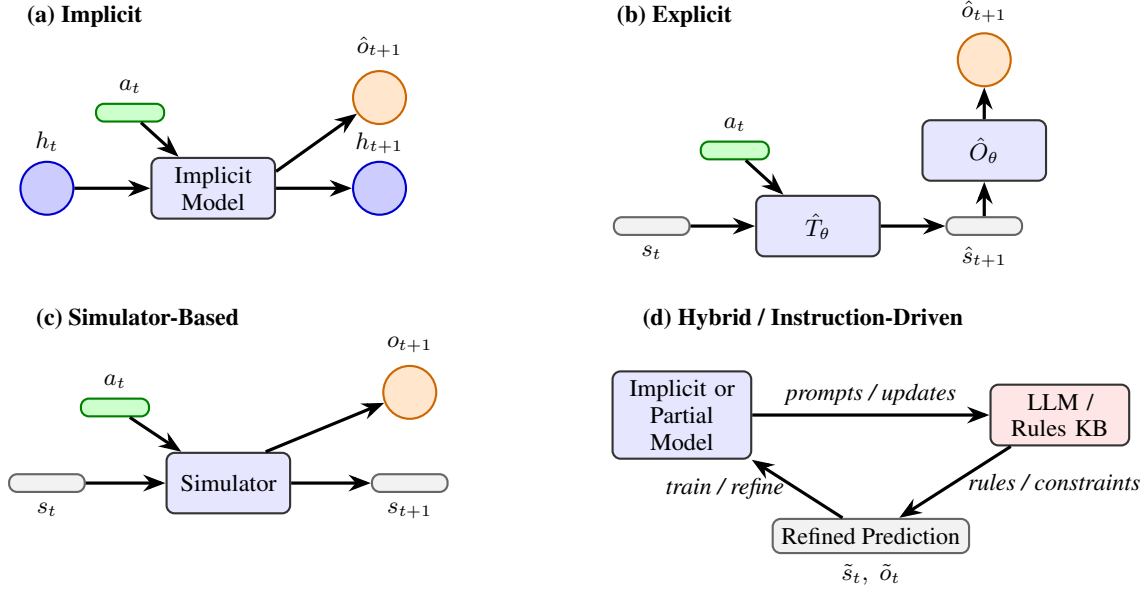 (a) Implicit
ô_{t+1}
a_t
h_t
h_{t+1}
Implicit
Model
(b) Explicit
ô_{t+1}
Ô_θ
a_t
T̂_θ
s_t
ŝ_{t+1}
(c) Simulator-Based
o_{t+1}
a_t
Simulator
s_t
s_{t+1}
(d) Hybrid / Instruction-Driven
Implicit or
Partial
Model
prompts / updates
LLM /
Rules KB
train / refine
rules / constraints
Refined Prediction
s̃_t, õ_t